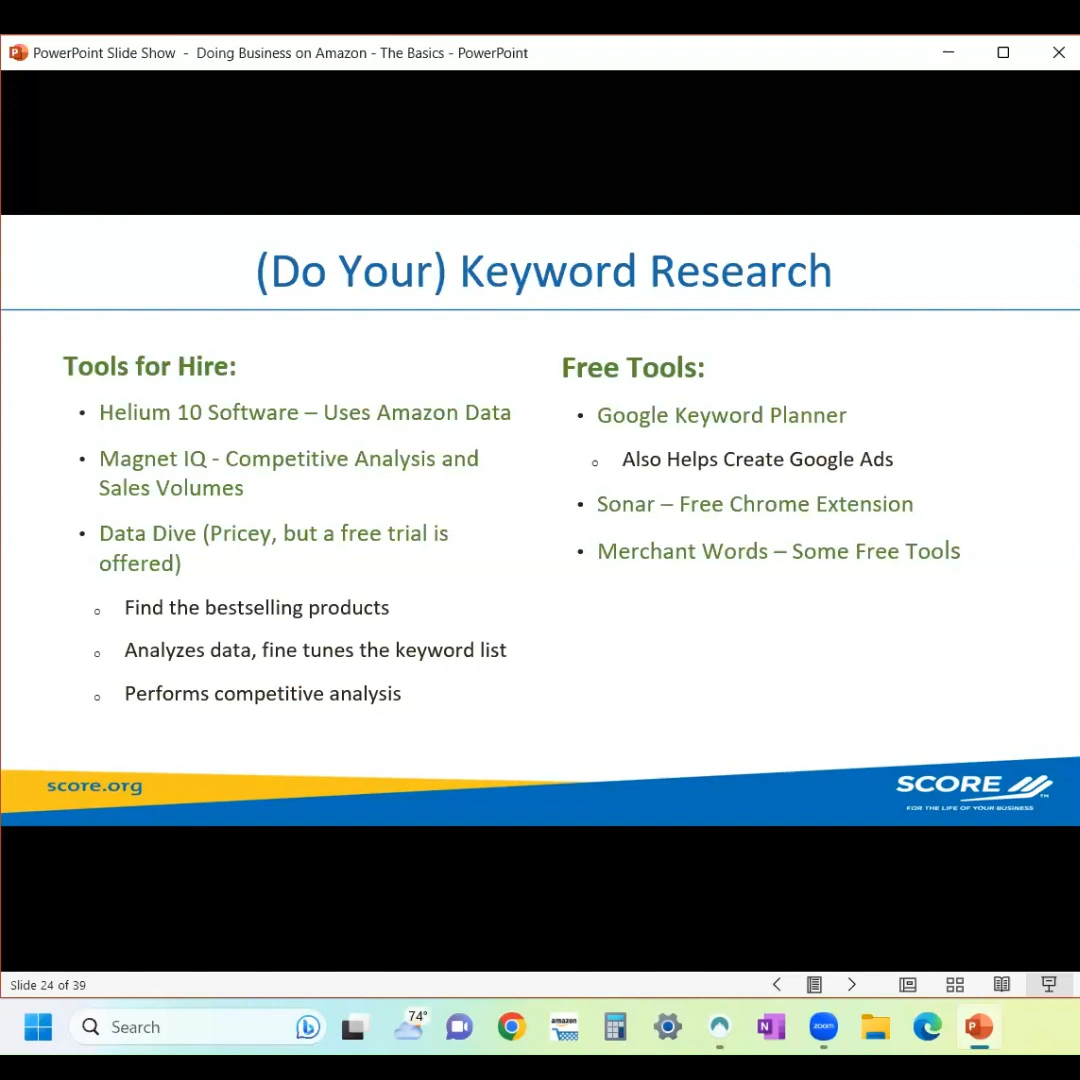 PowerPoint Slide Show - Doing Business on Amazon - The Basics - PowerPoint
(Do Your) Keyword Research
Tools for Hire:
• Helium 10 Software – Uses Amazon Data
• Magnet IQ - Competitive Analysis and
Sales Volumes
• Data Dive (Pricey, but a free trial is
offered)
o Find the bestselling products
o Analyzes data, fine tunes the keyword list
o Performs competitive analysis
Free Tools:
• Google Keyword Planner
o Also Helps Create Google Ads
• Sonar – Free Chrome Extension
• Merchant Words – Some Free Tools
score.org
SCORE
FOR THE LIFE OF YOUR BUSINESS
Slide 24 of 39
Search
74°
amazon
N
zoom
P